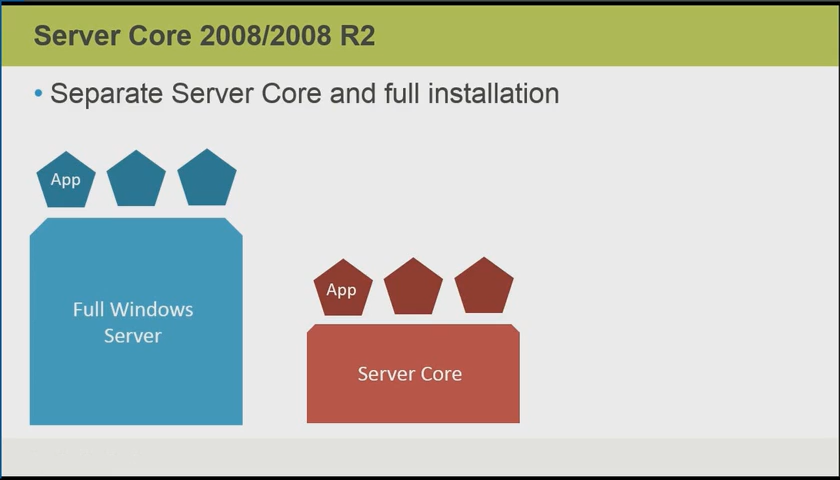 Server Core 2008/2008 R2
• Separate Server Core and full installation
App
App
Full Windows
Server
Server Core